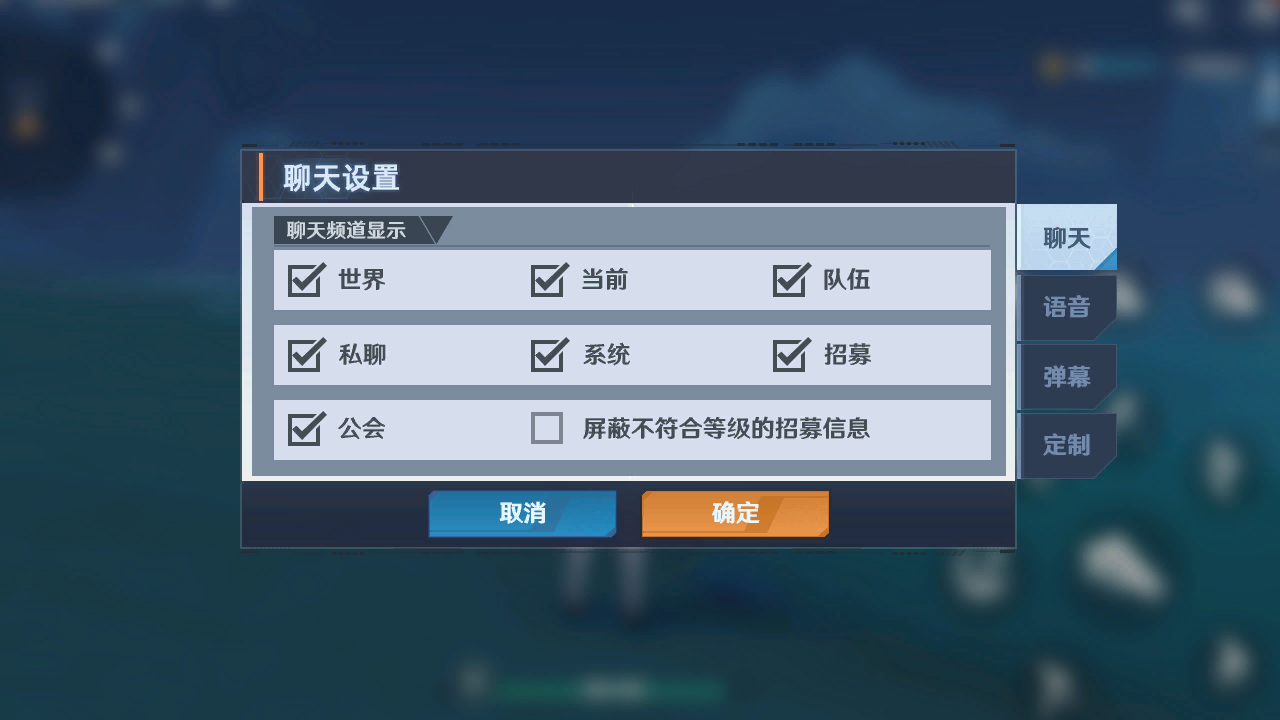 聊天设置
聊天频道显示
世界 当前 队伍
私聊 系统 招募
公会 屏蔽不符合等级的招募信息
取消 确定
聊天
语音
弹幕
定制